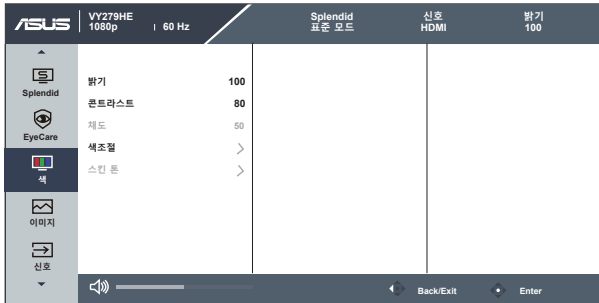 ASUS
VY279HE
1080p 60 Hz
Splendid
표준 모드
신호
HDMI
밝기
100
Splendid
EyeCare
색
이미지
신호
밝기 100
콘트라스트 80
채도 50
색조절
스킨 톤
Back/Exit
Enter